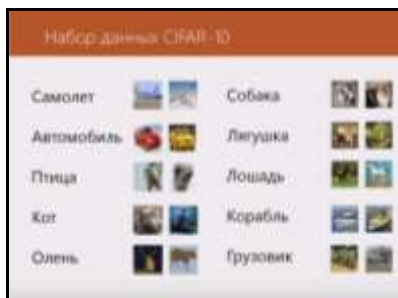 Набор данных CIFAR-10
Самолет
Автомобиль
Птица
Кот
Олень
Собака
Лягушка
Лошадь
Корабль
Грузовик